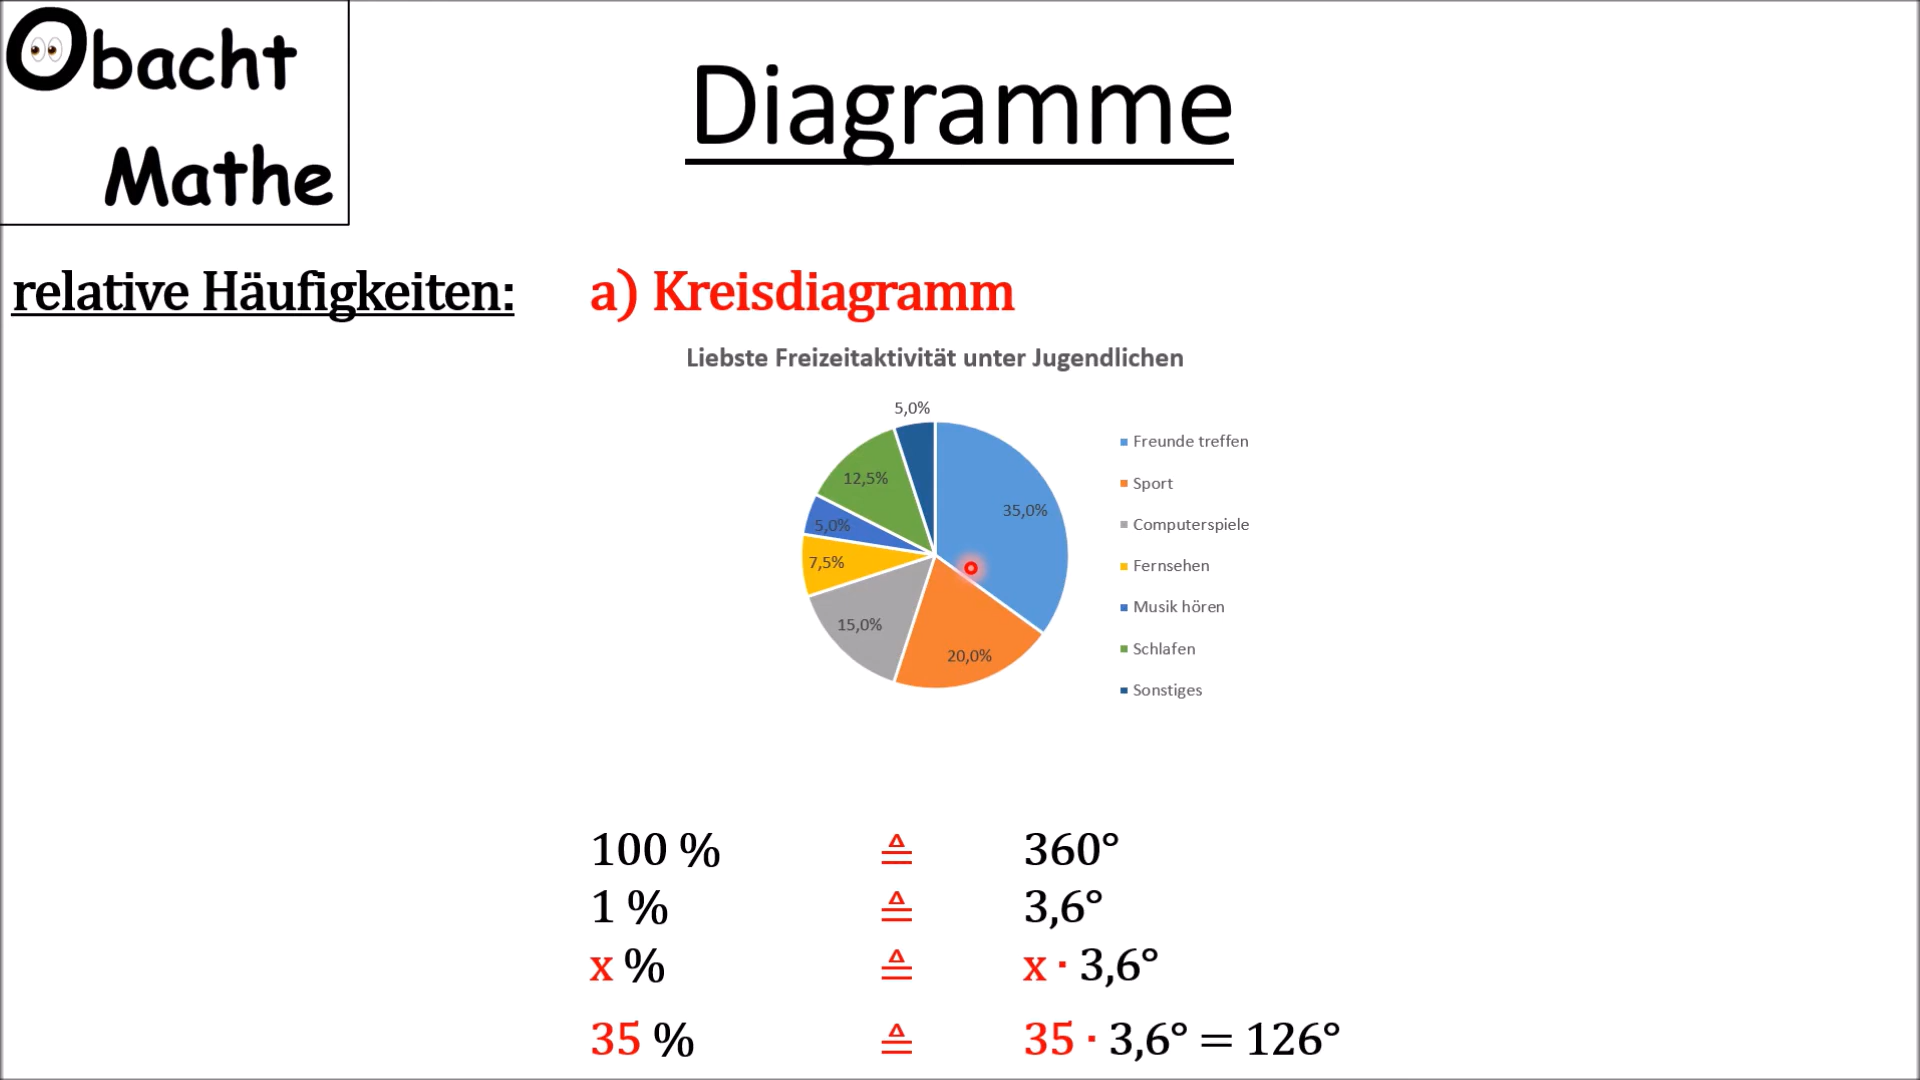 Obacht
Mathe
Diagramme
relative Häufigkeiten:
a) Kreisdiagramm
Liebste Freizeitaktivität unter Jugendlichen
5,0%
12,5%
35,0%
5,0%
7,5%
15,0%
20,0%
Freunde treffen
Sport
Computerspiele
Fernsehen
Musik hören
Schlafen
Sonstiges
100 % ≙ 360°
1 % ≙ 3,6°
x % ≙ x · 3,6°
35 % ≙ 35 · 3,6° = 126°